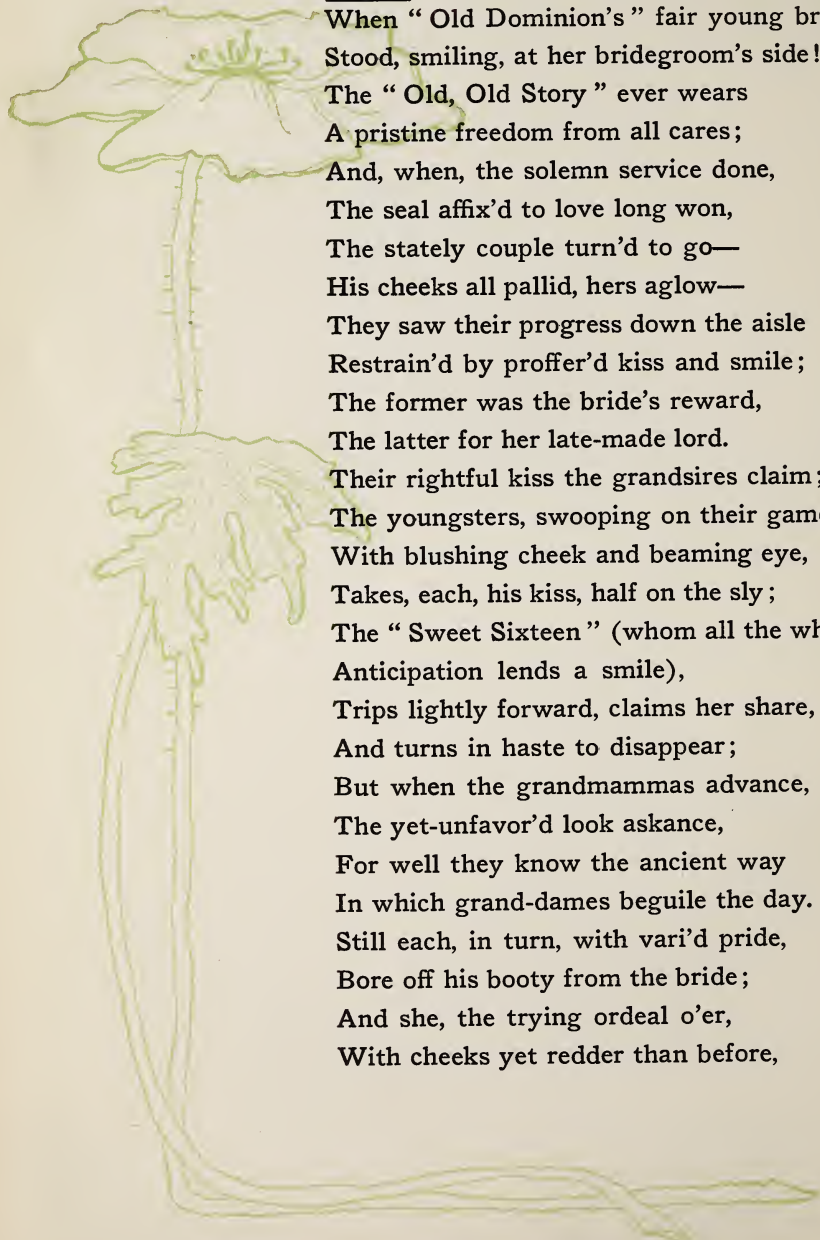 When “ Old Dominion's ” fair young br
Stood, smiling, at her bridegroom's side!
The “ Old, Old Story ” ever wears
A pristine freedom from all cares;
And, when, the solemn service done,
The seal affix'd to love long won,
The stately couple turn'd to go—
His cheeks all pallid, hers aglow—
They saw their progress down the aisle
Restrain'd by proffer'd kiss and smile;
The former was the bride's reward,
The latter for her late-made lord.
Their rightful kiss the grandsires claim;
The youngsters, swooping on their gam
With blushing cheek and beaming eye,
Takes, each, his kiss, half on the sly;
The “ Sweet Sixteen ” (whom all the wh
Anticipation lends a smile),
Trips lightly forward, claims her share,
And turns in haste to disappear;
But when the grandmammas advance,
The yet-unfavor'd look askance,
For well they know the ancient way
In which grand-dames beguile the day.
Still each, in turn, with vari'd pride,
Bore off his booty from the bride;
And she, the trying ordeal o'er,
With cheeks yet redder than before,